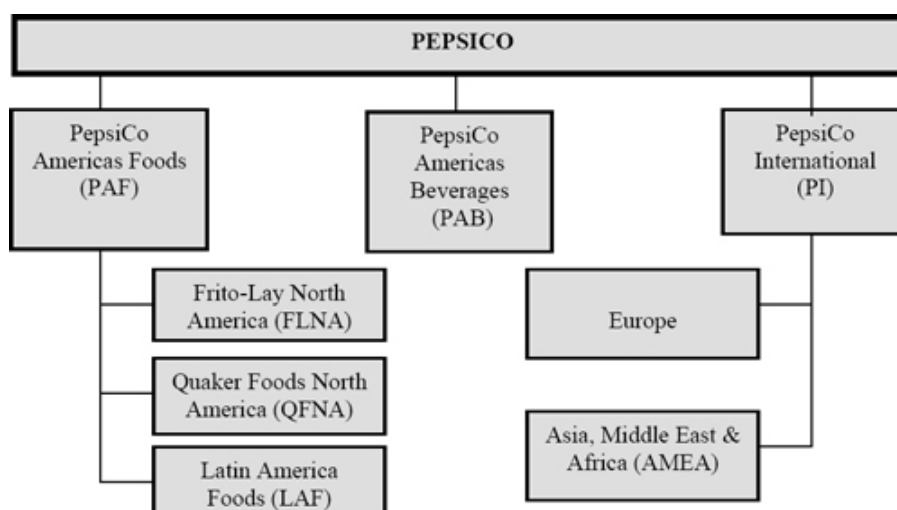 PEPSICO
PepsiCo
Americas Foods
(PAF)
PepsiCo
Americas
Beverages
(PAB)
PepsiCo
International
(PI)
Frito-Lay North
America (FLNA)
Quaker Foods North
America (QFNA)
Latin America
Foods (LAF)
Europe
Asia, Middle East &
Africa (AMEA)